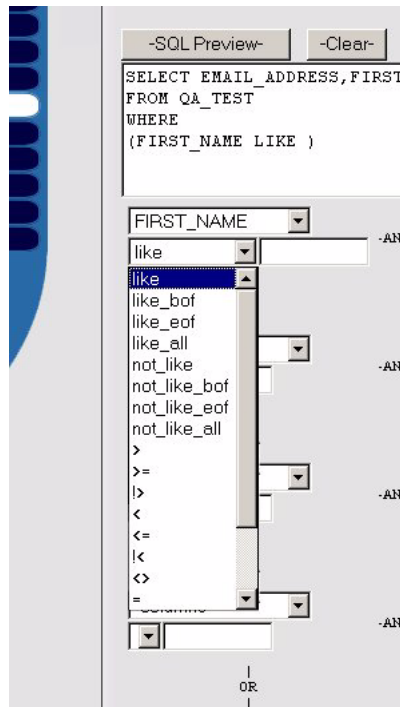 -SQL Preview-
-Clear-
SELECT EMAIL_ADDRESS,FIRST
FROM QA_TEST
WHERE
(FIRST_NAME LIKE )
FIRST_NAME
-AN
like
like
like_bof
like_eof
like_all
not_like
-AN
not_like_bof
not_like_eof
not_like_all
>
>=
!>
-AN
<
<=
!<
<>
=
-AN
OR